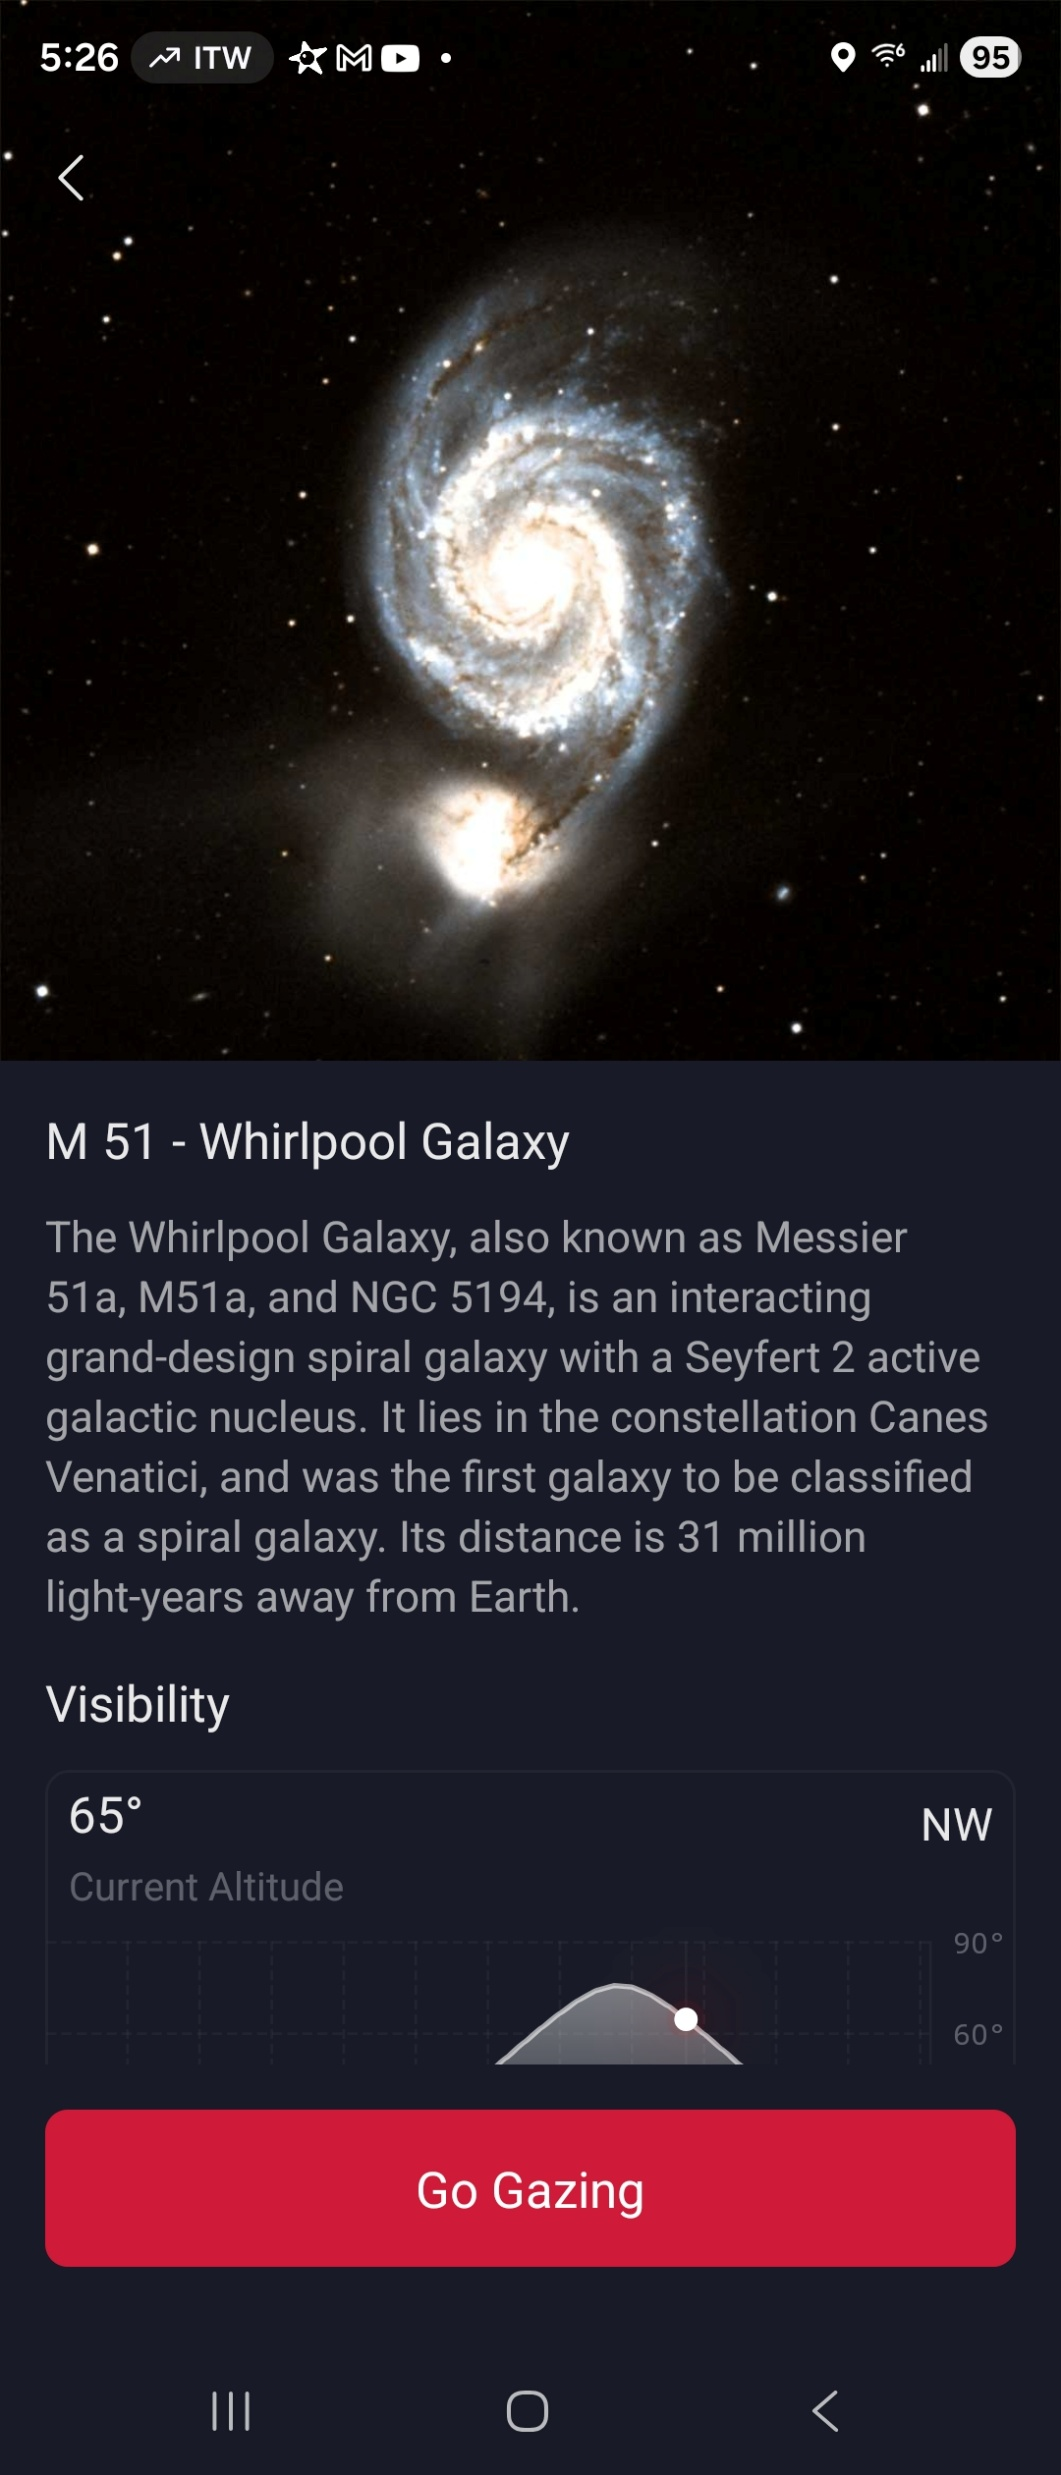 5:26 ITW 6 95
M 51 - Whirlpool Galaxy
The Whirlpool Galaxy, also known as Messier
51a, M51a, and NGC 5194, is an interacting
grand-design spiral galaxy with a Seyfert 2 active
galactic nucleus. It lies in the constellation Canes
Venatici, and was the first galaxy to be classified
as a spiral galaxy. Its distance is 31 million
light-years away from Earth.
Visibility
65° NW
Current Altitude
90°
60°
Go Gazing